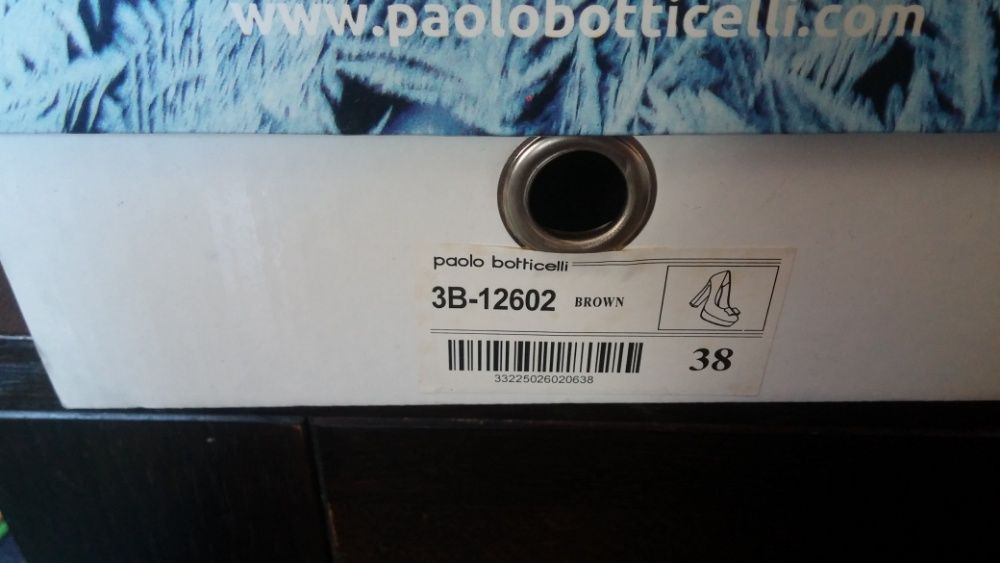 www.paolobotticelli.com
paolo botticelli
3B-12602 BROWN
38
33225026020638